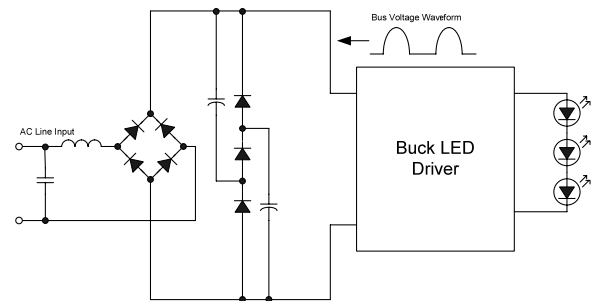 Bus Voltage Waveform
AC Line Input
Buck LED
Driver